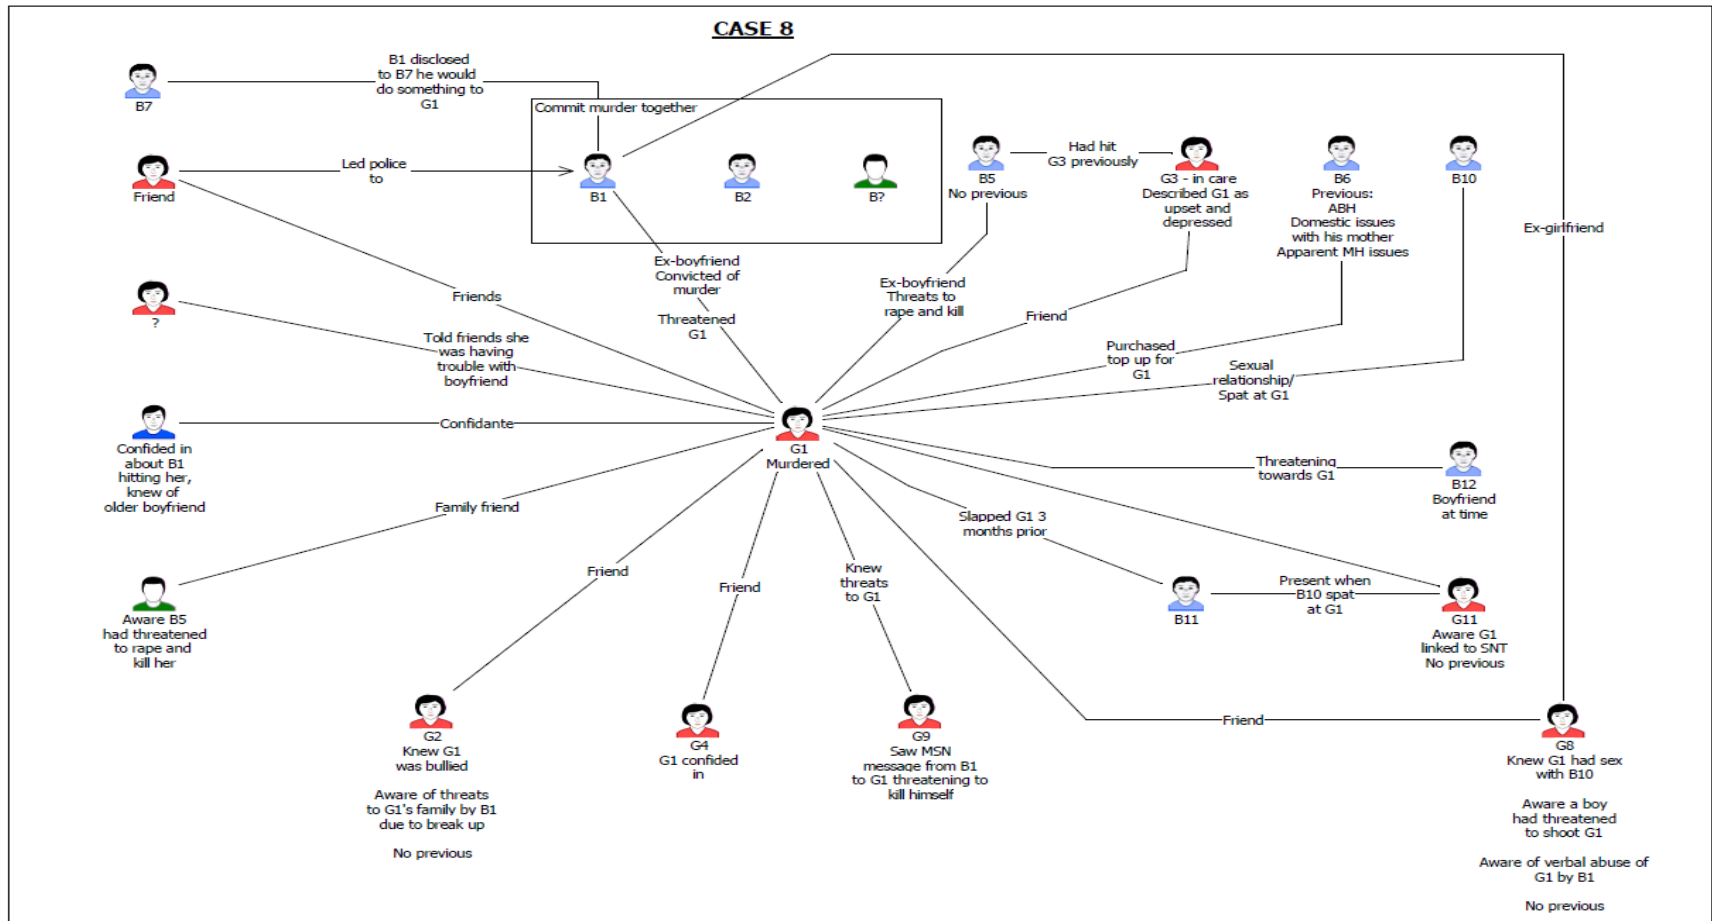 CASE 8
B1 disclosed
to B7 he would
do something to
G1
B7
Commit murder together
Led police
to
Friend
B1
B2
B?
Had hit
G3 previously
B5
No previous
G3 - in care
Described G1 as
upset and
depressed
B6
Previous:
ABH
Domestic issues
with his mother
Apparent MH issues
B10
Ex-girlfriend
Ex-boyfriend
Convicted of
murder
Threatened
G1
Ex-boyfriend
Threats to
rape and kill
Friend
Friends
?
Told friends she
was having
trouble with
boyfriend
Purchased
top up for
G1
Sexual
relationship/
Spat at G1
Confidante
Confided in
about B1
hitting her,
knew of
older boyfriend
G1
Murdered
Threatening
towards G1
B12
Boyfriend
at time
Family friend
Slapped G1 3
months prior
Aware B5
had threatened
to rape and
kill her
Friend
Friend
Knew
threats
to G1
B11
Present when
B10 spat
at G1
G11
Aware G1
linked to SNT
No previous
G2
Knew G1
was bullied
Aware of threats
to G1's family by B1
due to break up
No previous
G4
G1 confided
in
G9
Saw MSN
message from B1
to G1 threatening to
kill himself
Friend
G8
Knew G1 had sex
with B10
Aware a boy
had threatened
to shoot G1
Aware of verbal abuse of
G1 by B1
No previous